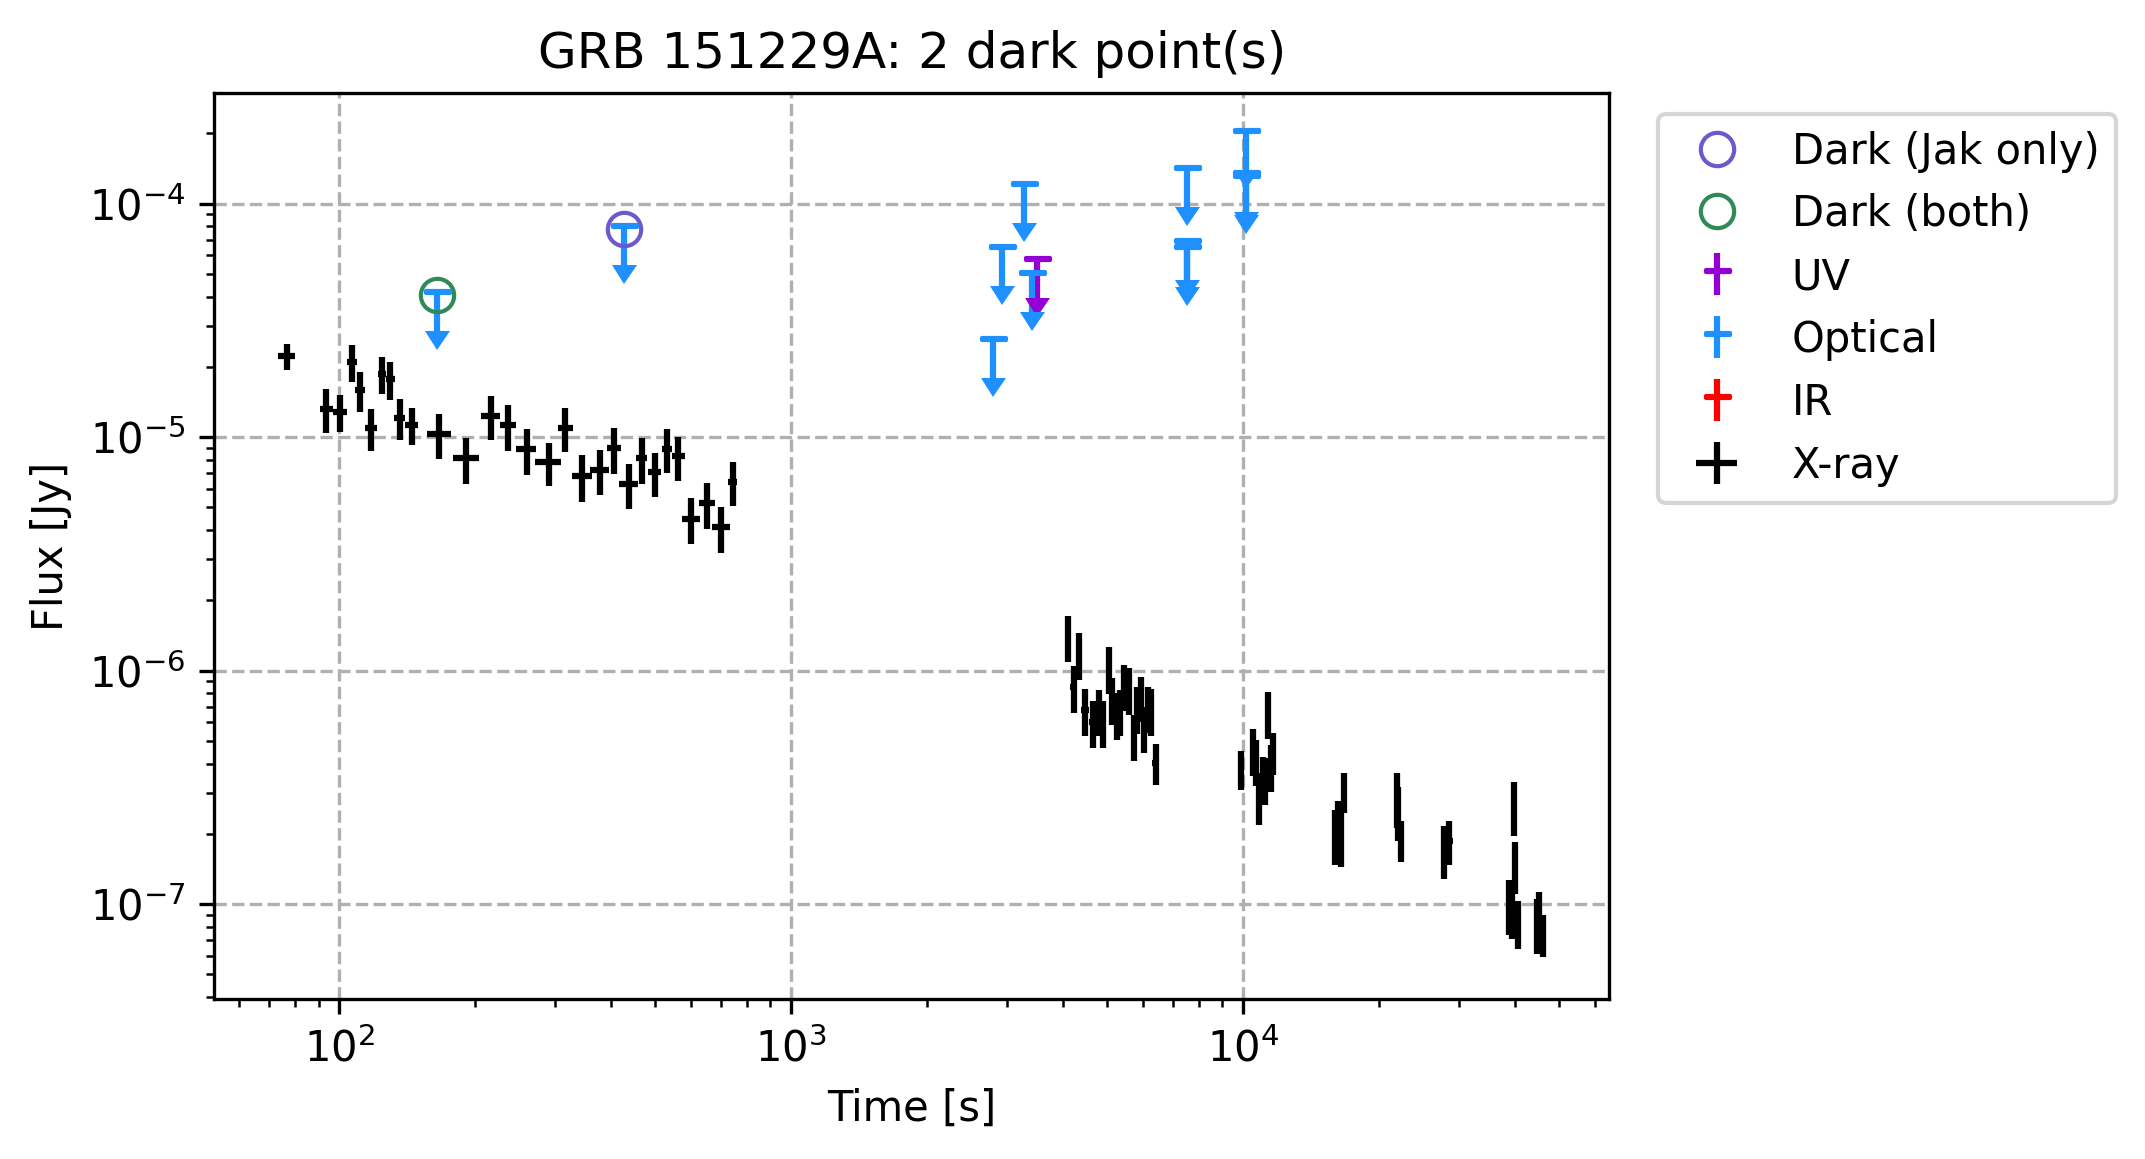 GRB 151229A: 2 dark point(s)
Flux [Jy]
10⁻⁴
10⁻⁵
10⁻⁶
10⁻⁷
10²
10³
10⁴
Time [s]
Dark (Jak only)
Dark (both)
UV
Optical
IR
X-ray